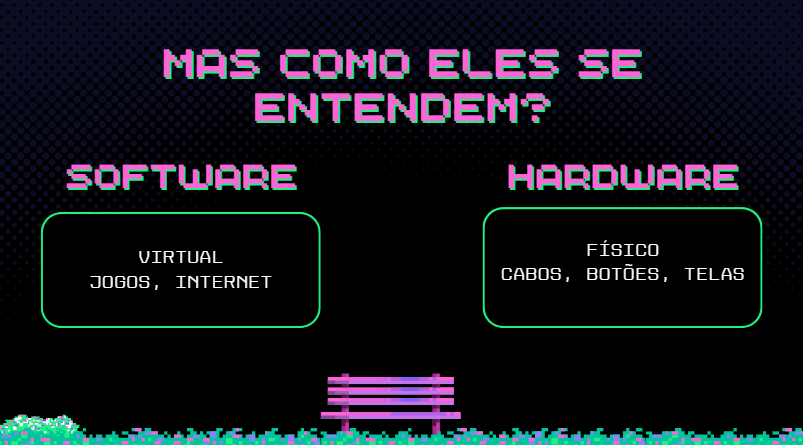 MAS COMO ELES SE
ENTENDEM?
SOFTWARE
VIRTUAL
JOGOS, INTERNET
HARDWARE
FÍSICO
CABOS, BOTÕES, TELAS